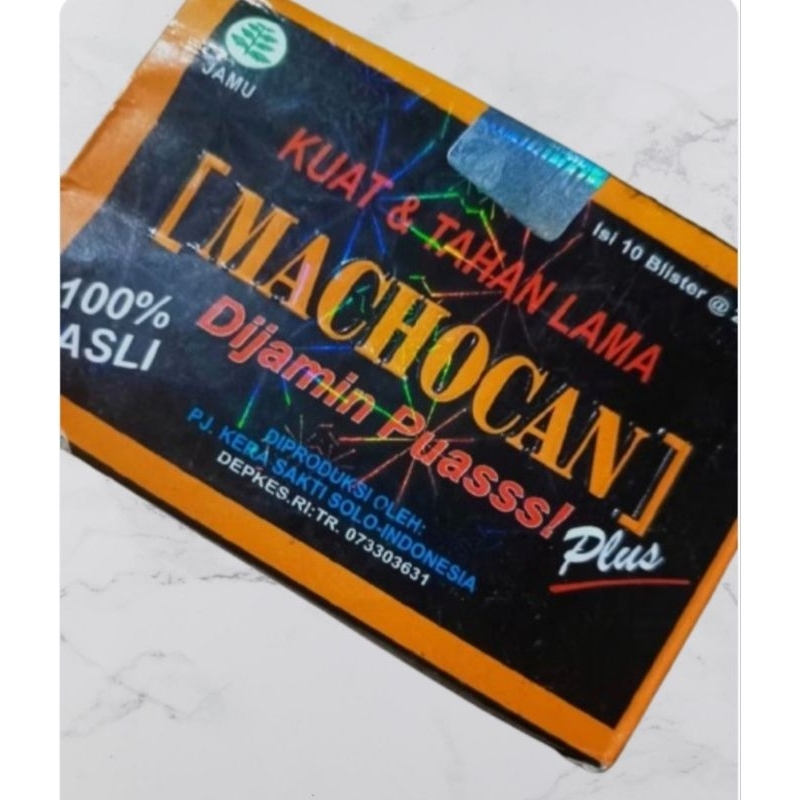 JAMU
KUAT & TAHAN LAMA
Isi 10 Blister @
[MACHOCAN]
100%
ASLI
Dijamin Puasss!
Plus
DIPRODUKSI OLEH:
PJ. KERA SAKTI SOLO-INDONESIA
DEPKES.RI:TR. 073303631